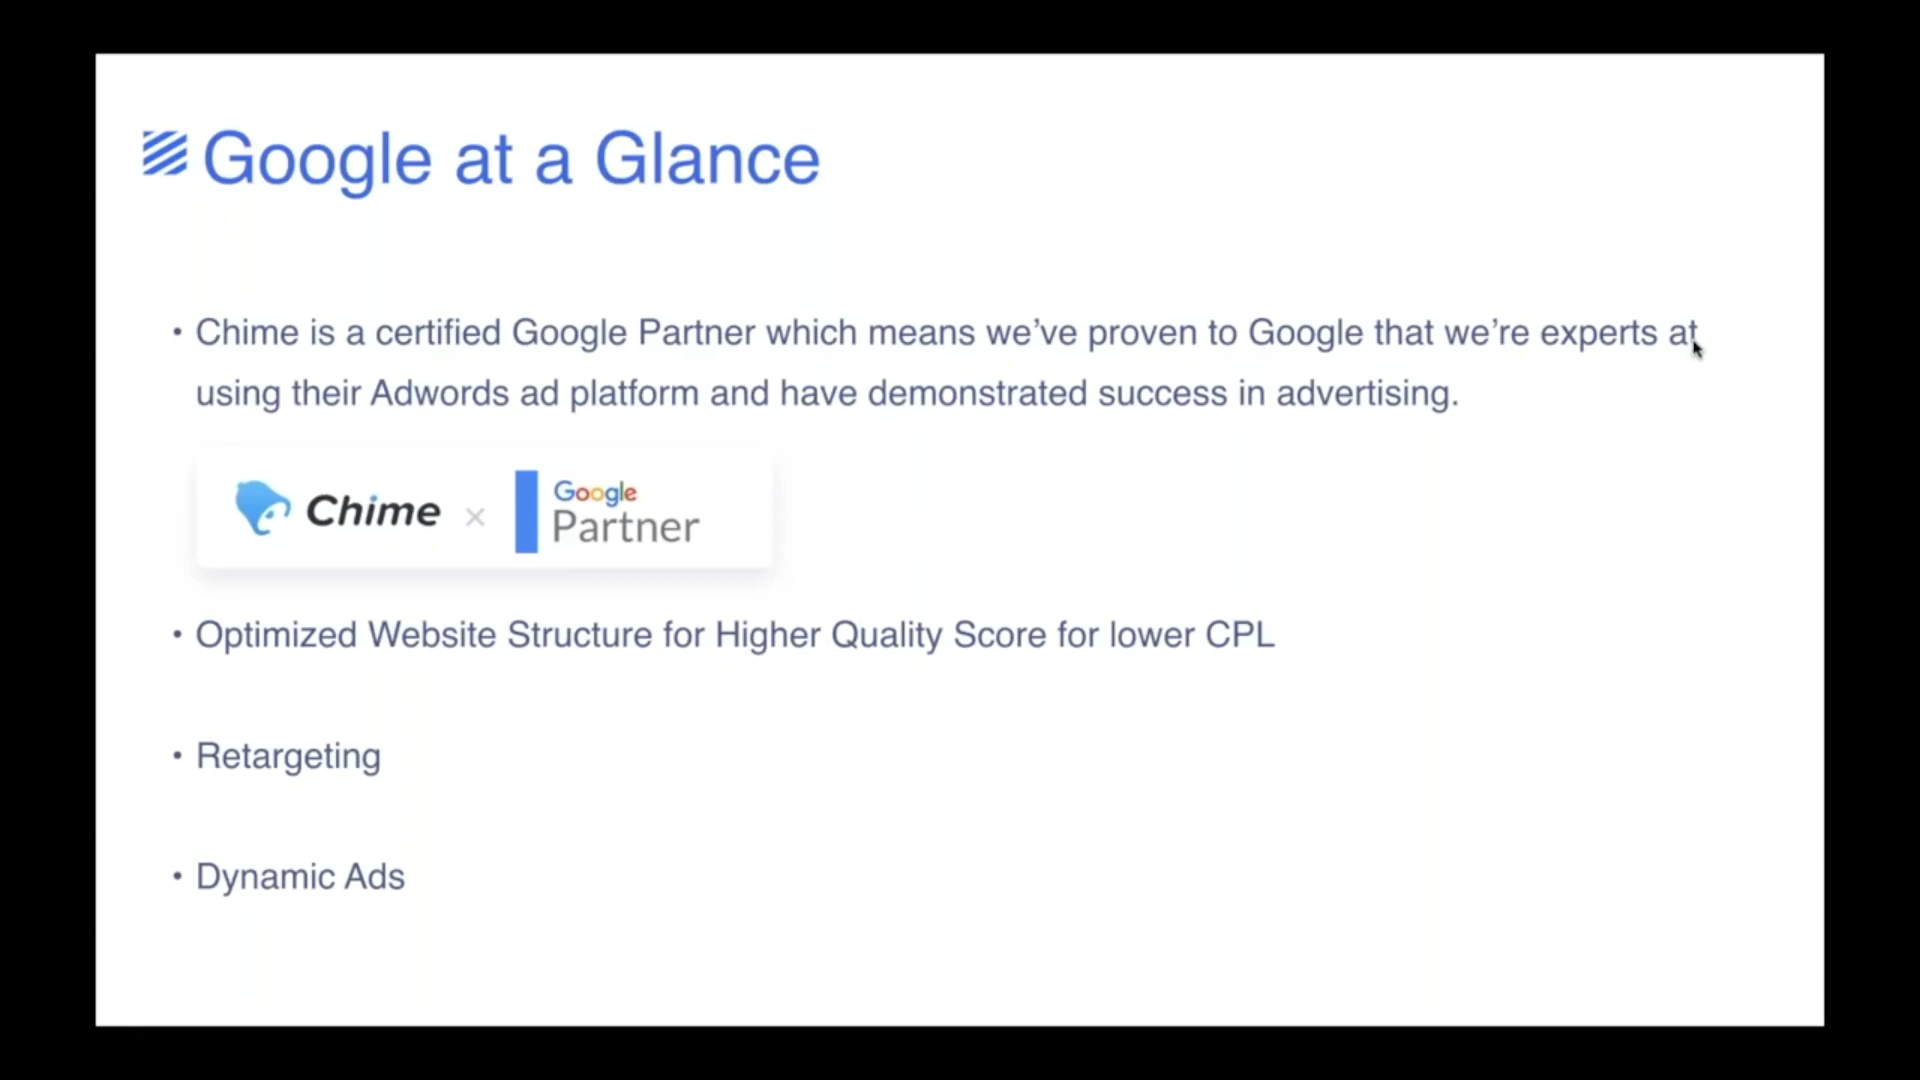 Google at a Glance
• Chime is a certified Google Partner which means we’ve proven to Google that we’re experts at
using their Adwords ad platform and have demonstrated success in advertising.
Chime × Google Partner
• Optimized Website Structure for Higher Quality Score for lower CPL
• Retargeting
• Dynamic Ads